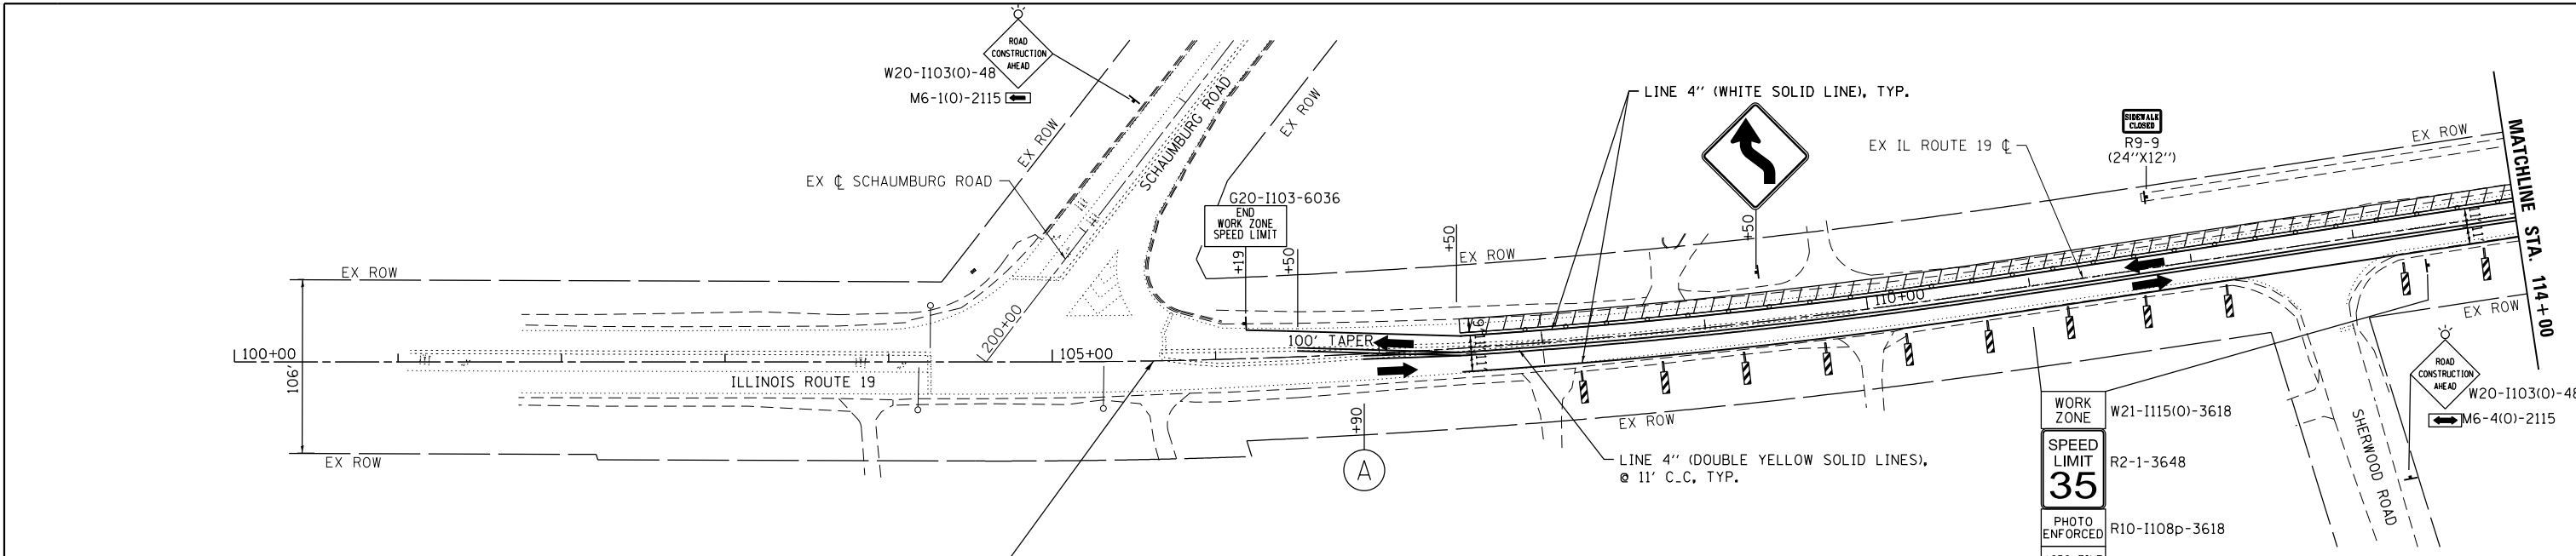 ROAD
CONSTRUCTION
AHEAD
W20-I103(0)-48
M6-1(0)-2115
EX ROW
SCHAUMBURG ROAD
EX ROW
EX ℄ SCHAUMBURG ROAD
LINE 4'' (WHITE SOLID LINE), TYP.
EX IL ROUTE 19 ℄
SIDEWALK
CLOSED
R9-9
(24''X12'')
EX ROW
MATCHLINE STA. 114+00
G20-I103-6036
END
WORK ZONE
SPEED LIMIT
+19
+50
+50
EX ROW
+50
EX ROW
106'
100+00
200+00
105+00
100' TAPER
110+00
11'
11'
11'
11'
ILLINOIS ROUTE 19
EX ROW
+90
A
EX ROW
LINE 4'' (DOUBLE YELLOW SOLID LINES),
@ 11' C_C, TYP.
WORK
ZONE
W21-I115(0)-3618
SPEED
LIMIT
35
R2-1-3648
PHOTO
ENFORCED
R10-I108p-3618
SHERWOOD ROAD
EX ROW
ROAD
CONSTRUCTION
AHEAD
W20-I103(0)-48
M6-4(0)-2115